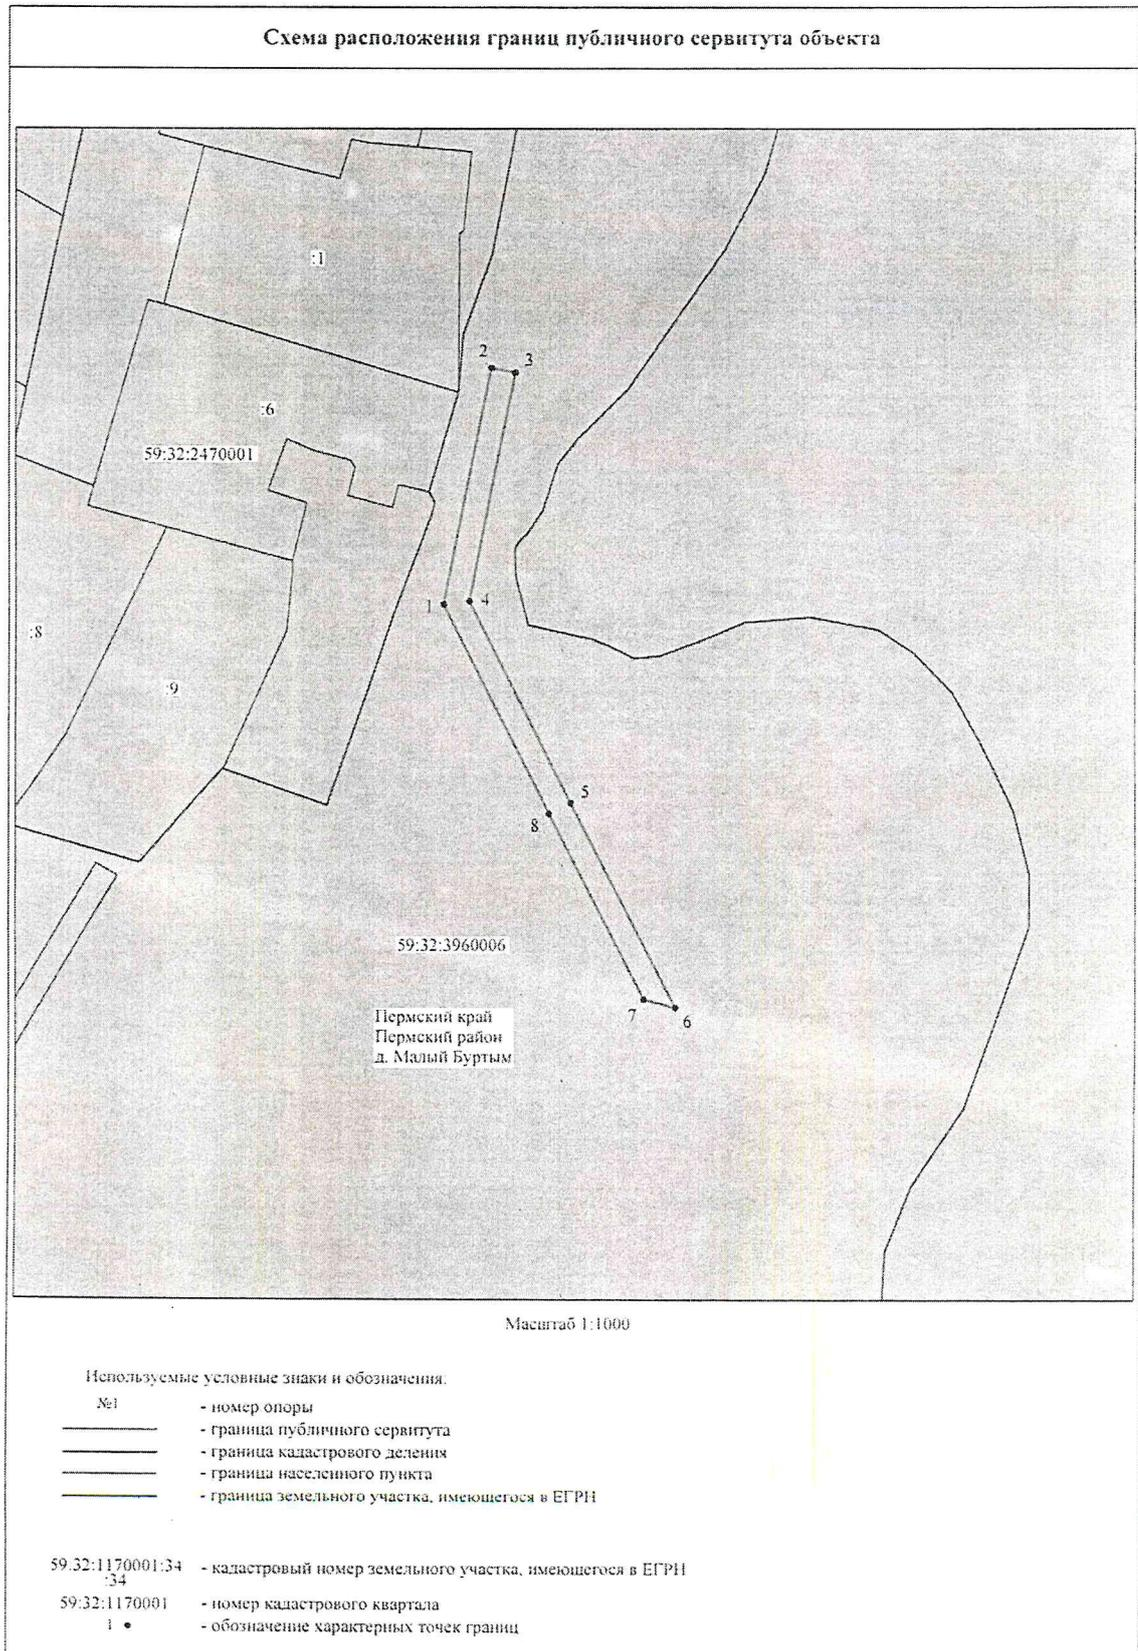 Схема расположения границ публичного сервитута объекта
:1
2
3
:6
59:32:2470001
1
4
:8
:9
5
8
59:32:3960006
7
6
Пермский край
Пермский район
д. Малый Буртым
Масштаб 1:1000
Используемые условные знаки и обозначения:
№1 - номер опоры
- граница публичного сервитута
- граница кадастрового деления
- граница населенного пункта
- граница земельного участка, имеющегося в ЕГРН
59:32:1170001:34 - кадастровый номер земельного участка, имеющегося в ЕГРН
:34
59:32:1170001 - номер кадастрового квартала
1 • - обозначение характерных точек границ